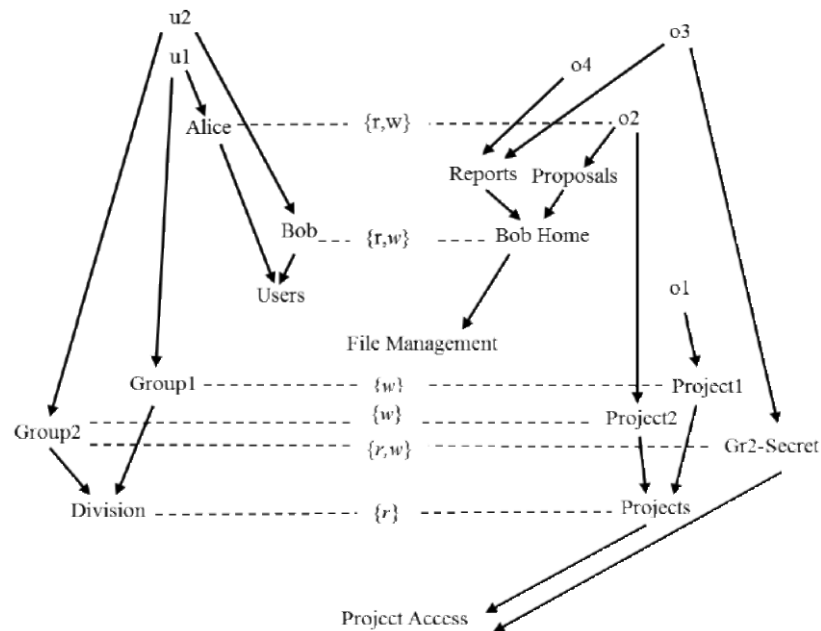 u2
o3
u1
o4
Alice
{r,w}
o2
Reports
Proposals
Bob
{r,w}
Bob Home
Users
o1
File Management
Group1
{w}
Project1
{w}
Project2
Group2
{r,w}
Gr2-Secret
Division
{r}
Projects
Project Access